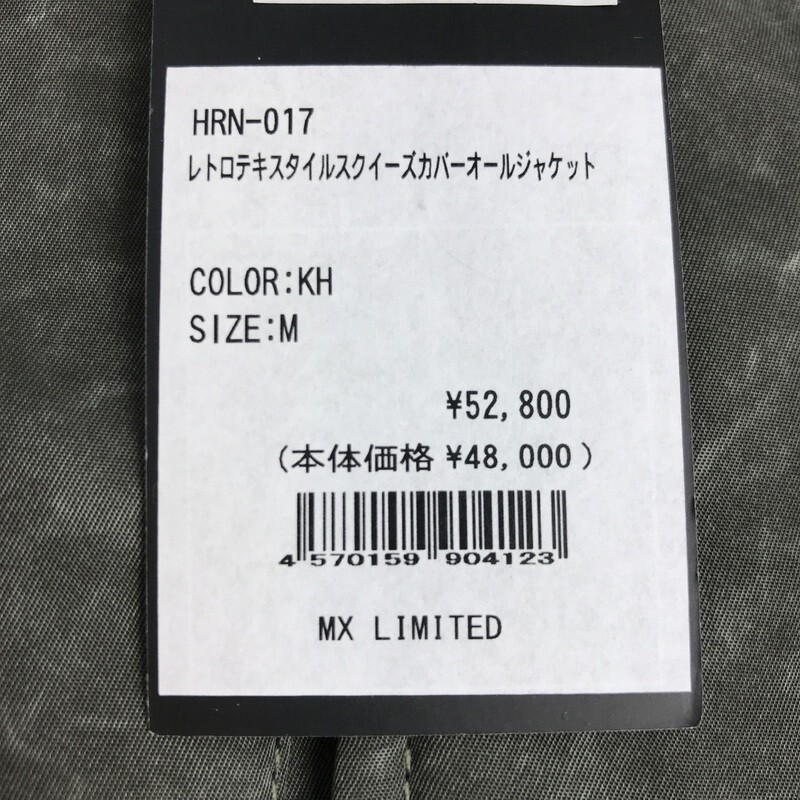 HRN-017
レトロテキスタイルスクイーズカバーオールジャケット
COLOR:KH
SIZE:M
¥52,800
(本体価格 ¥48,000)
4 570159 904123
MX LIMITED